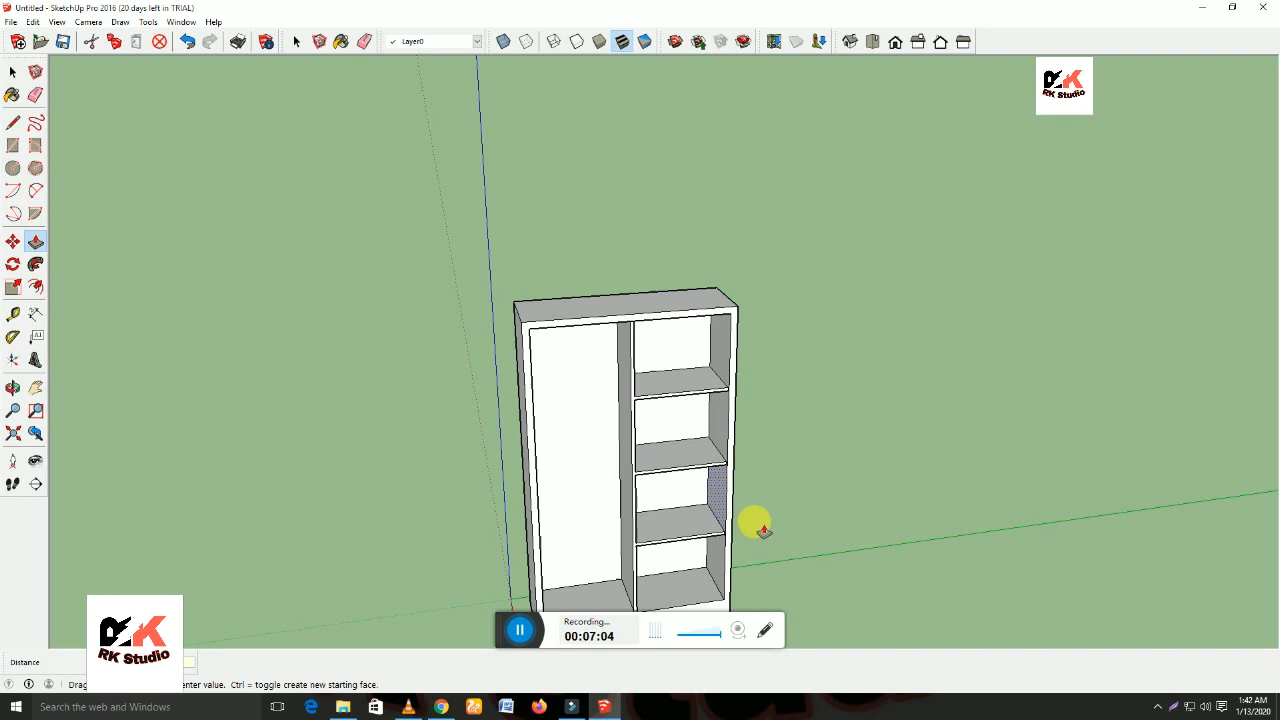 Untitled - SketchUp Pro 2016 (20 days left in TRIAL)
File Edit View Camera Draw Tools Window Help
Layer0
RK Studio
A1
Recording...
00:07:04
RK Studio
Distance
Drag
enter value. Ctrl = toggle create new starting face.
Search the web and Windows
1:42 AM
1/13/2020